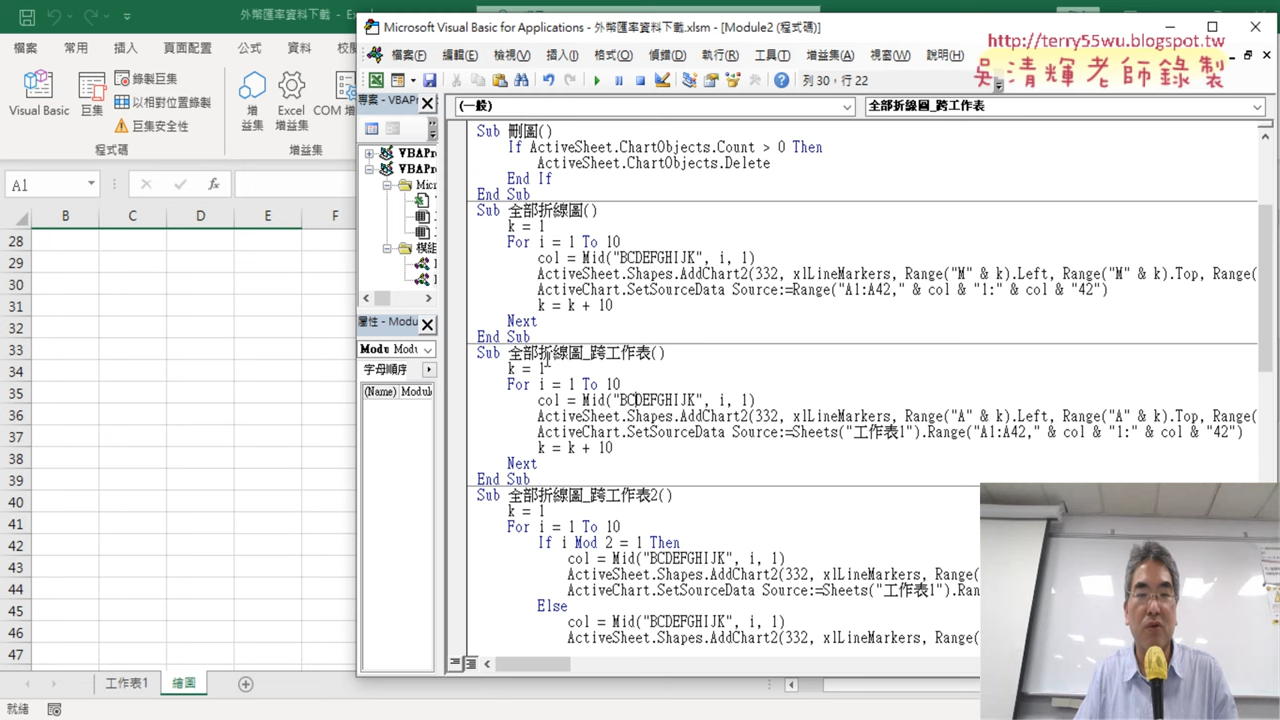 外幣匯率資料下載 - E
Microsoft Visual Basic for Applications - 外幣匯率資料下載.xlsm - [Module2 (程式碼)]
http://terry55wu.blogspot.tw
吳清輝老師錄製
檔案 常用 插入 頁面配置 公式 資料
檔案(F) 編輯(E) 檢視(V) 插入(I) 格式(O) 偵錯(D) 執行(R) 工具(T) 增益集(A) 視窗(W) 說明(H)
列 30，行 22
Visual Basic
巨集
錄製巨集
以相對位置錄製
巨集安全性
程式碼
增益集
Excel 增益集
COM 增
增益集
專案 - VBAPr
(一般)
全部折線圖_跨工作表
VBAPro
VBAPro
Micr
模組
屬性 - Modu
Modu Modu
字母順序
(Name) Module
A1
B C D E F
28
29
30
31
32
33
34
35
36
37
38
39
40
41
42
43
44
45
46
47
Sub 刪圖()
If ActiveSheet.ChartObjects.Count > 0 Then
ActiveSheet.ChartObjects.Delete
End If
End Sub
Sub 全部折線圖()
k = 1
For i = 1 To 10
col = Mid("BCDEFGHIJK", i, 1)
ActiveSheet.Shapes.AddChart2(332, xlLineMarkers, Range("M" & k).Left, Range("M" & k).Top, Range("
ActiveChart.SetSourceData Source:=Range("A1:A42," & col & "1:" & col & "42")
k = k + 10
Next
End Sub
Sub 全部折線圖_跨工作表()
k = 1
For i = 1 To 10
col = Mid("BCDEFGHIJK", i, 1)
ActiveSheet.Shapes.AddChart2(332, xlLineMarkers, Range("A" & k).Left, Range("A" & k).Top, Range("
ActiveChart.SetSourceData Source:=Sheets("工作表1").Range("A1:A42," & col & "1:" & col & "42")
k = k + 10
Next
End Sub
Sub 全部折線圖_跨工作表2()
k = 1
For i = 1 To 10
If i Mod 2 = 1 Then
col = Mid("BCDEFGHIJK", i, 1)
ActiveSheet.Shapes.AddChart2(332, xlLineMarkers, Range(
ActiveChart.SetSourceData Source:=Sheets("工作表1").Ran
Else
col = Mid("BCDEFGHIJK", i, 1)
ActiveSheet.Shapes.AddChart2(332, xlLineMarkers, Range(
工作表1 繪圖
就緒